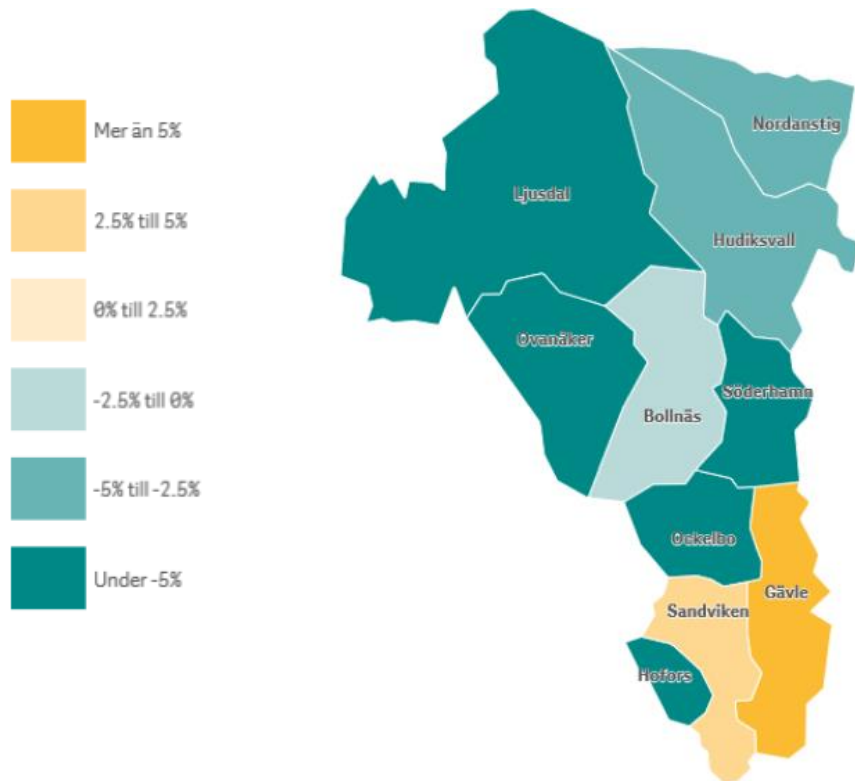 Mer än 5%
2.5% till 5%
0% till 2.5%
-2.5% till 0%
-5% till -2.5%
Under -5%
Nordanstig
Ljusdal
Hudiksvall
Ovanåker
Söderhamn
Bollnäs
Ockelbo
Gävle
Sandviken
Hofors